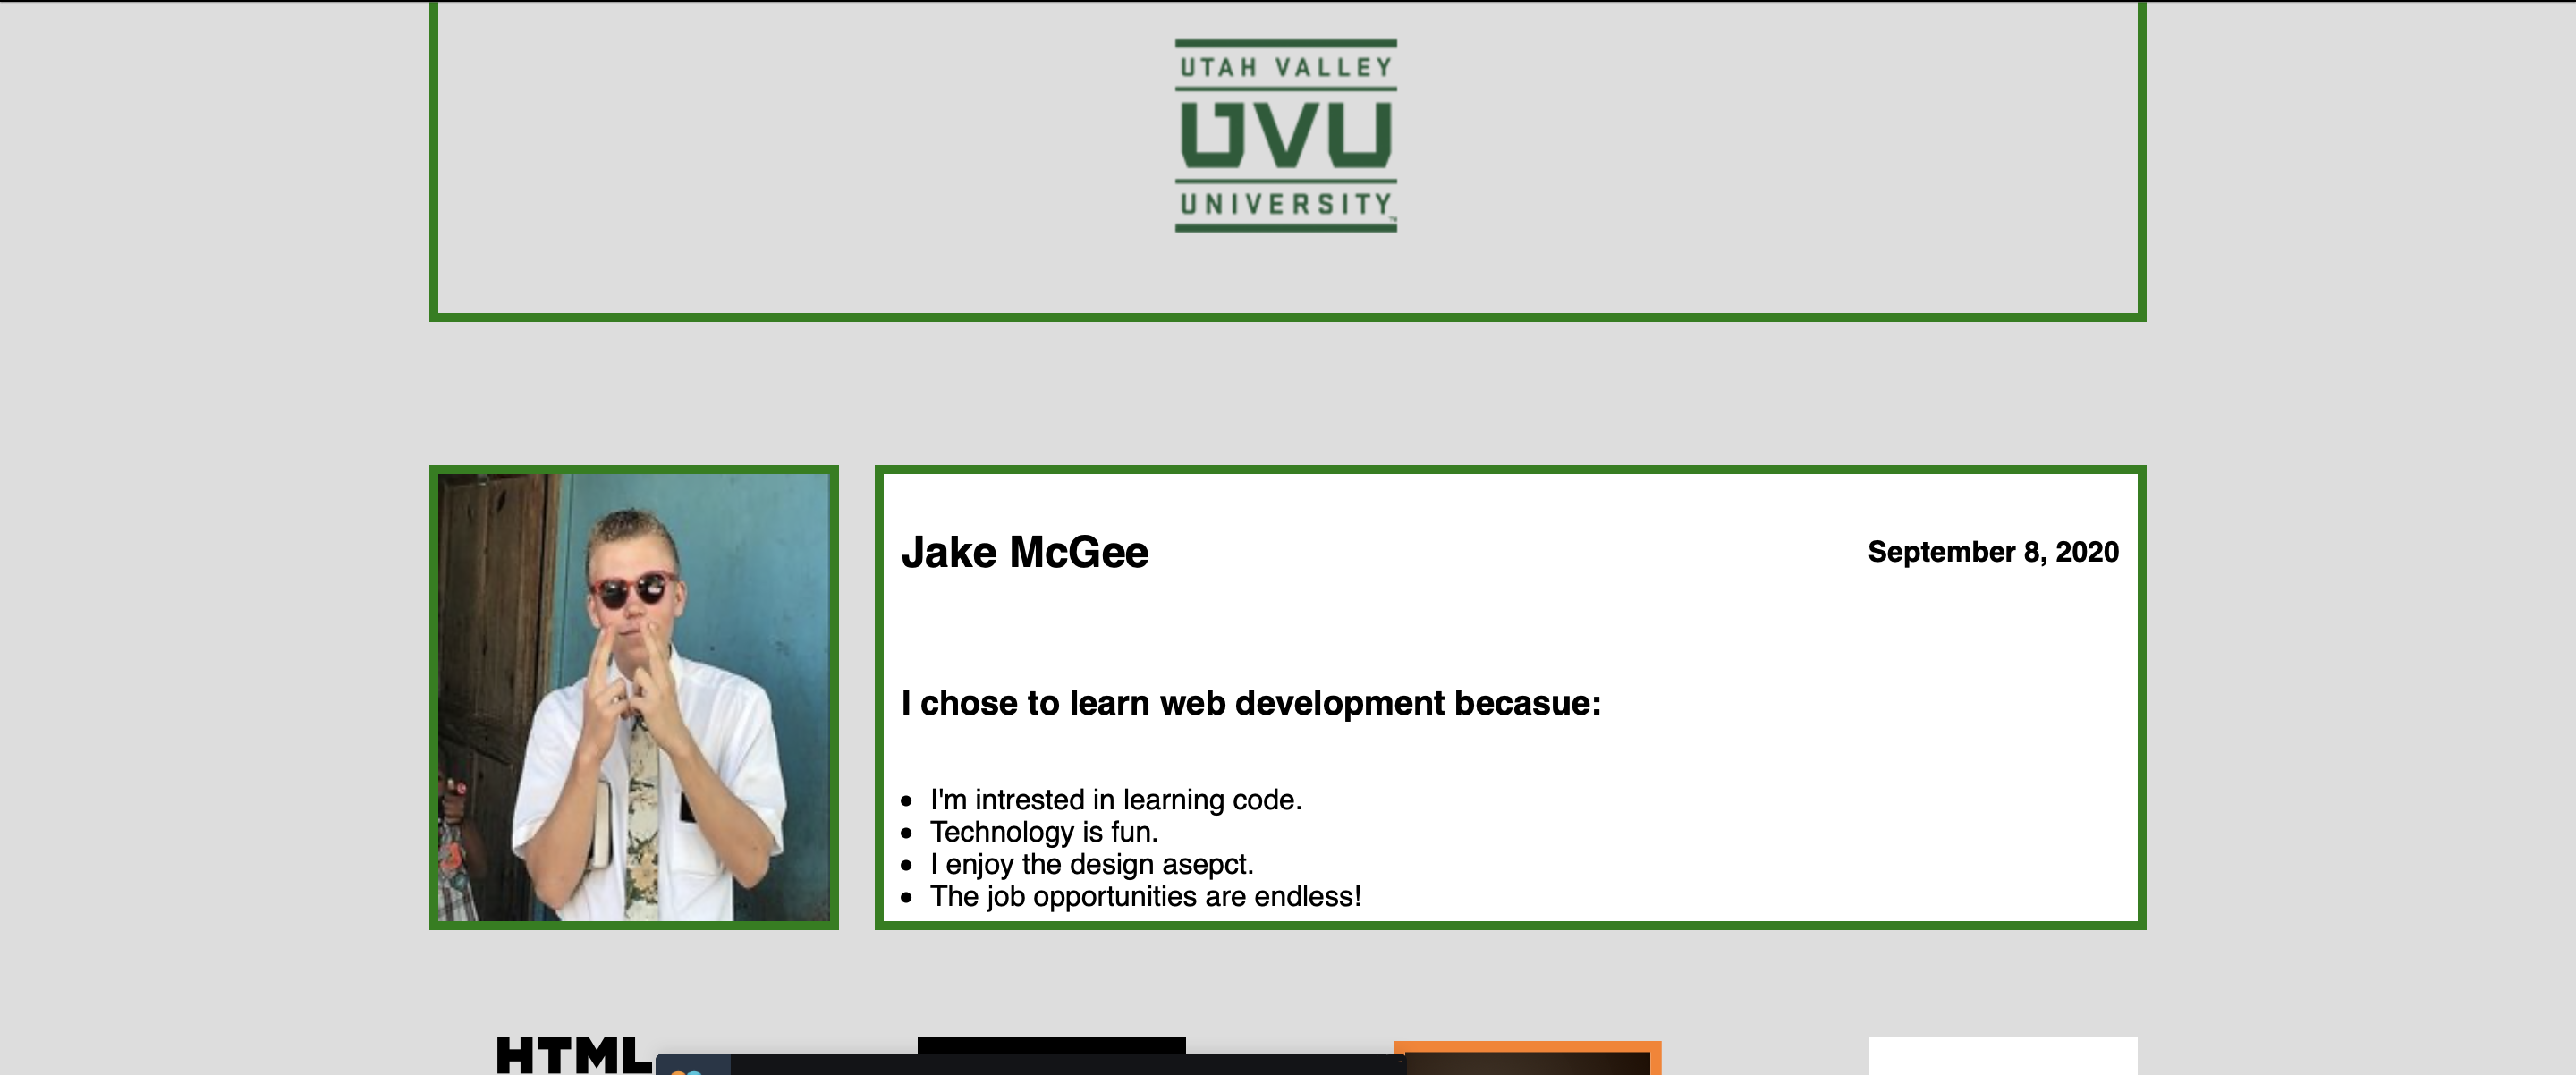 UTAH VALLEY
UVU
UNIVERSITY
TM
Jake McGee
September 8, 2020
I chose to learn web development becasue:
I'm intrested in learning code.
Technology is fun.
I enjoy the design asepct.
The job opportunities are endless!
HTML